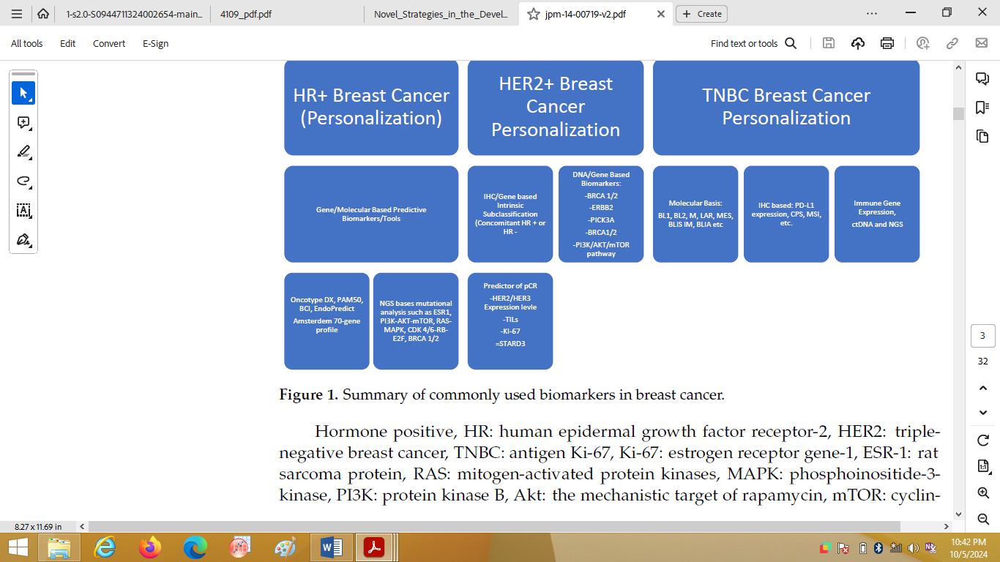 1-s2.0-S0944711324002654-main...
4109_pdf.pdf
Novel_Strategies_in_the_Devel...
jpm-14-00719-v2.pdf
Create
All tools
Edit
Convert
E-Sign
Find text or tools
HR+ Breast Cancer
(Personalization)
HER2+ Breast
Cancer
Personalization
TNBC Breast Cancer
Personalization
Gene/Molecular Based Predictive
Biomarkers/Tools
IHC/Gene based
Intrinsic
Subclassification
(Concomitant HR + or
HR -
DNA/Gene Based
Biomarkers:
-BRCA 1/2
-ERBB2
-PICK3A
-BRCA1/2
-PI3K/AKT/mTOR
pathway
Molecular Basis:
BL1, BL2, M, LAR, MES,
BLIS IM, BLIA etc
IHC based: PD-L1
expression, CPS, MSI,
etc.
Immune Gene
Expression,
ctDNA and NGS
Oncotype DX, PAM50,
BCI, EndoPredict
Amsterdem 70-gene
profile
NGS bases mutational
analysis such as ESR1,
PI3K-AKT-mTOR, RAS-
MAPK, CDK 4/6-RB-
E2F, BRCA 1/2
Predictor of pCR
-HER2/HER3
Expression levle
-TILs
-KI-67
=STARD3
Figure 1. Summary of commonly used biomarkers in breast cancer.
Hormone positive, HR: human epidermal growth factor receptor-2, HER2: triple-
negative breast cancer, TNBC: antigen Ki-67, Ki-67: estrogen receptor gene-1, ESR-1: rat
sarcoma protein, RAS: mitogen-activated protein kinases, MAPK: phosphoinositide-3-
kinase, PI3K: protein kinase B, Akt: the mechanistic target of rapamycin, mTOR: cyclin-
3
32
1:1
8.27 x 11.69 in
10:42 PM
10/5/2024